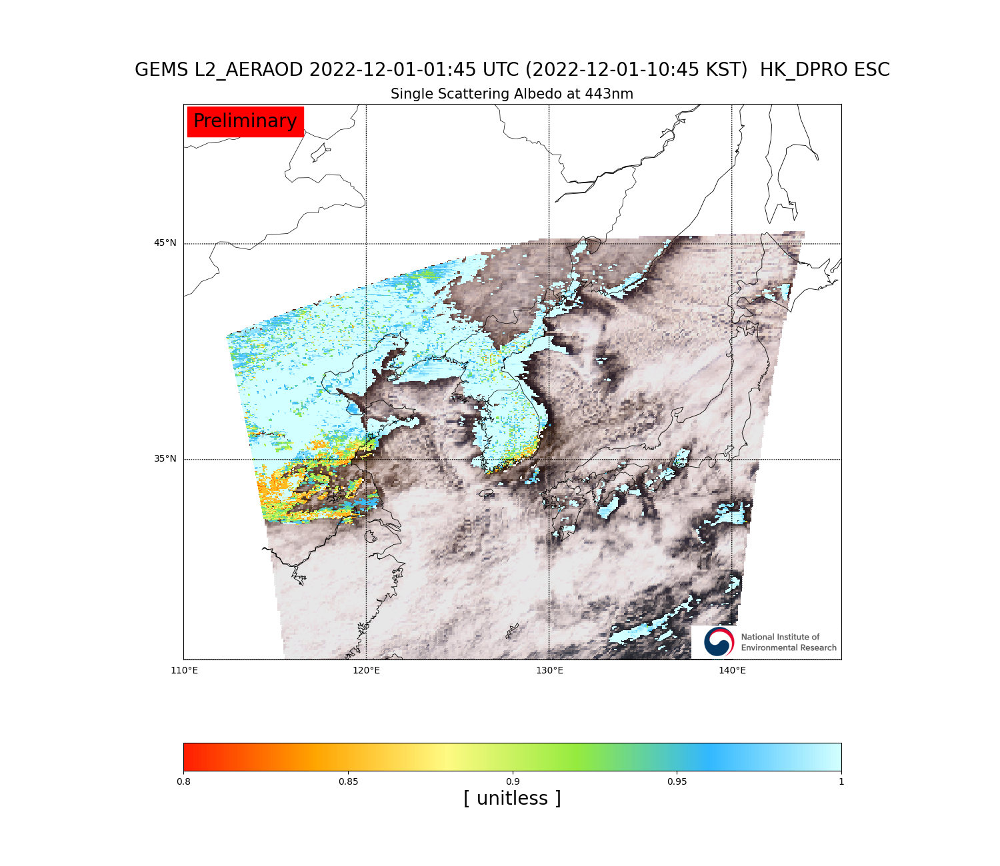 GEMS L2_AERAOD 2022-12-01-01:45 UTC (2022-12-01-10:45 KST)  HK_DPRO ESC
Single Scattering Albedo at 443nm
Preliminary
45°N
35°N
National Institute of
Environmental Research
110°E 120°E 130°E 140°E
0.8 0.85 0.9 0.95 1
[ unitless ]